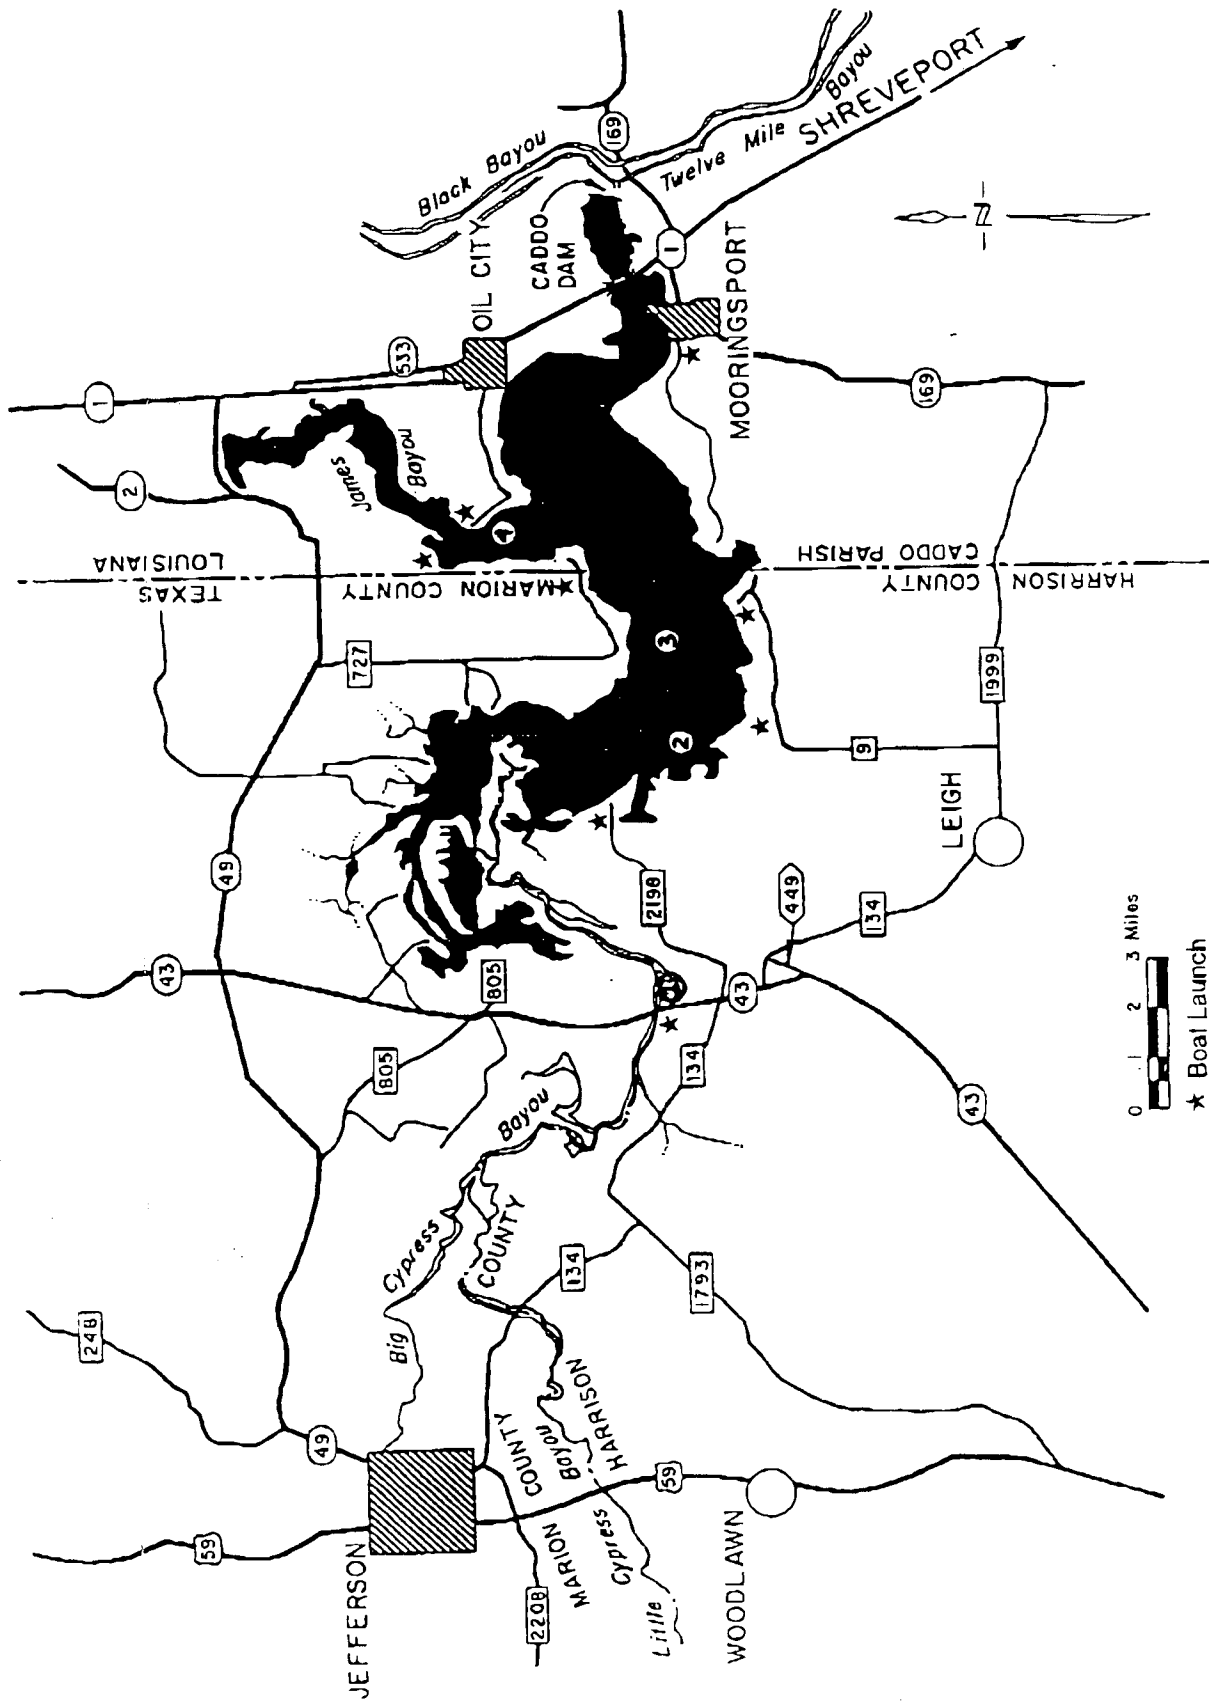 JEFFERSON
WOODLAWN
LEIGH
MOORINGSPORT
OIL CITY
CADDO
DAM
SHREVEPORT
Black Bayou
Twelve Mile Bayou
James
Bayou
Big Cypress Bayou
Little Cypress Bayou
MARION COUNTY
HARRISON COUNTY
MARION COUNTY
TEXAS
LOUISIANA
HARRISON COUNTY
CADDO PARISH
59
59
49
49
248
2208
134
134
134
1793
805
805
43
43
43
2198
449
727
9
1999
2
1
1
533
169
169
2
3
4
N
0 1 2 3 Miles
★ Boat Launch